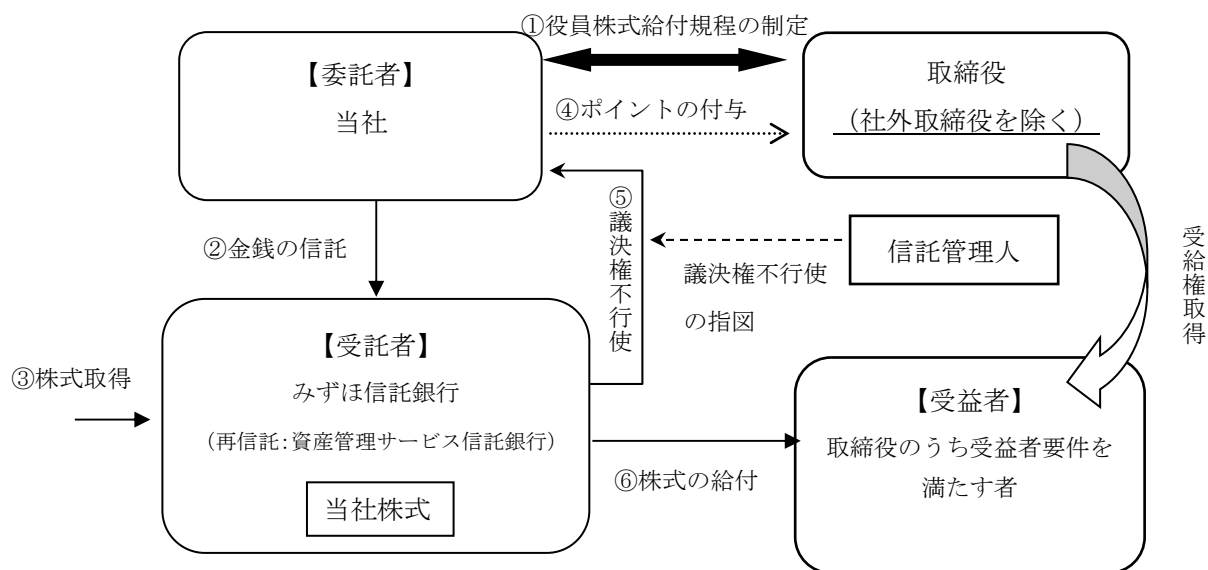 ①役員株式給付規程の制定
【委託者】
当社
取締役
（社外取締役を除く）
④ポイントの付与
②金銭の信託
⑤議決権不行使
議決権不行使
の指図
信託管理人
受給権取得
③株式取得
【受託者】
みずほ信託銀行
（再信託：資産管理サービス信託銀行）
当社株式
⑥株式の給付
【受益者】
取締役のうち受益者要件を
満たす者